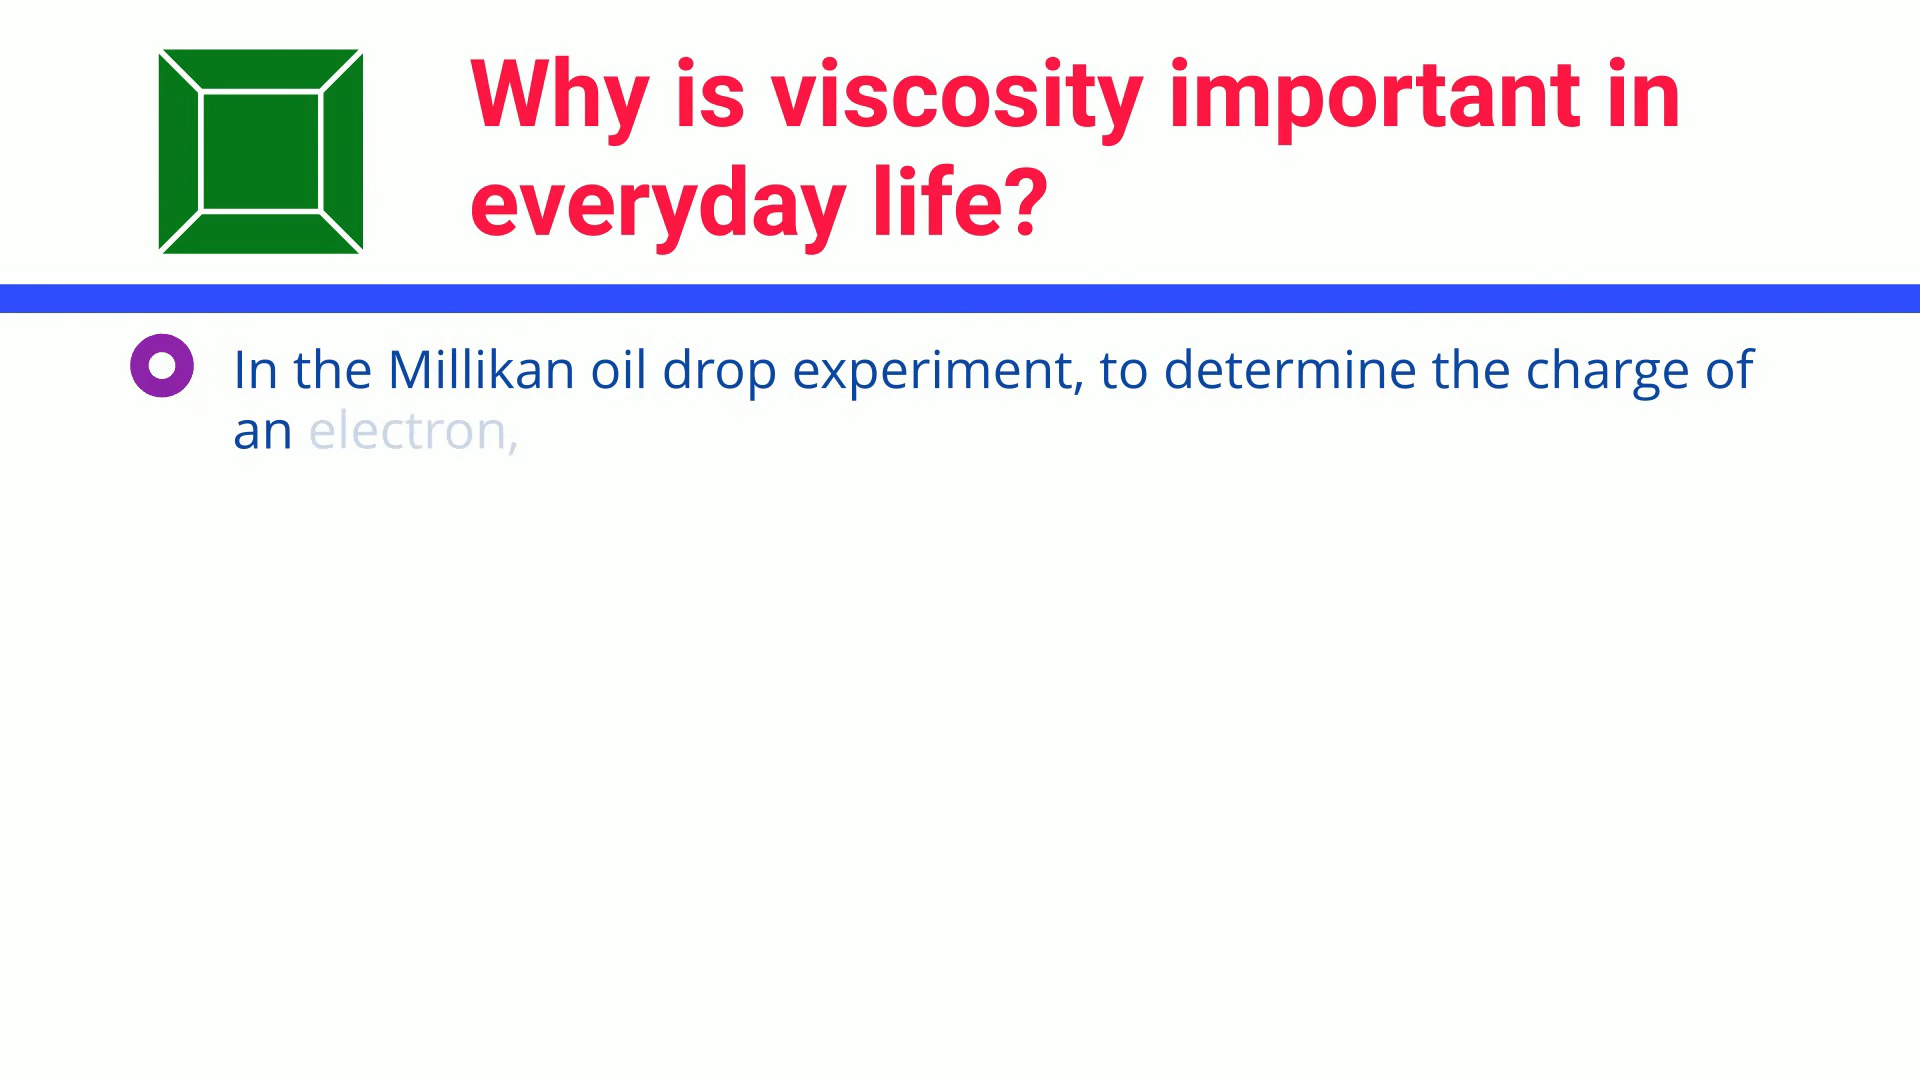 Why is viscosity important in
everyday life?
In the Millikan oil drop experiment, to determine the charge of
an electron,